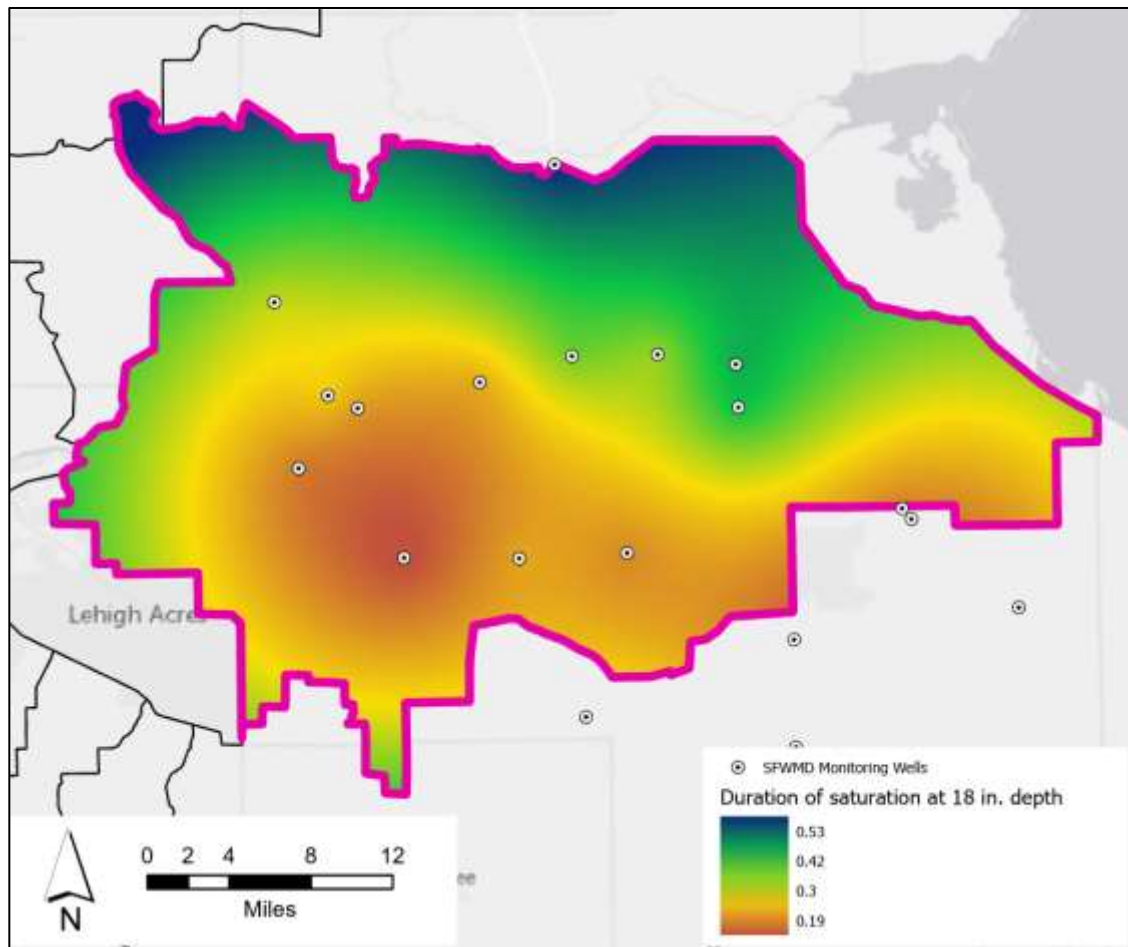 Lehigh Acres
ee
0 2 4 8 12
Miles
N
SFWMD Monitoring Wells
Duration of saturation at 18 in. depth
0.53
0.42
0.3
0.19